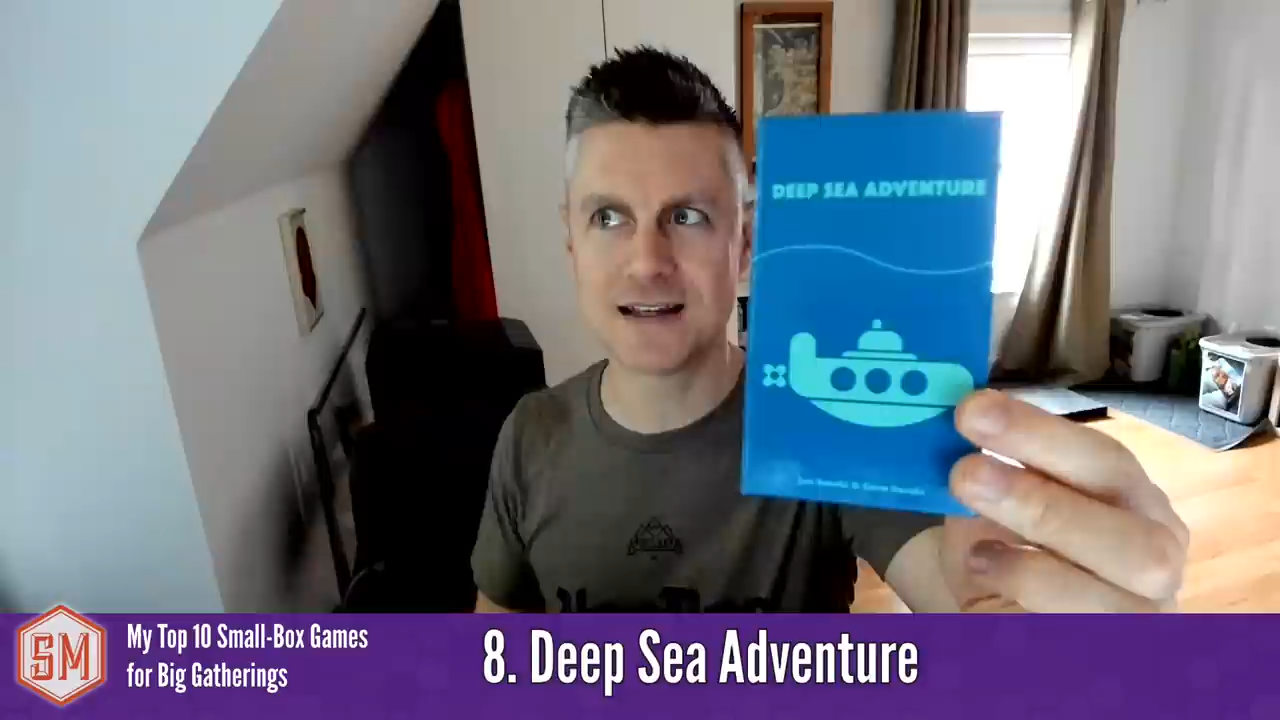 DEEP SEA ADVENTURE
SM
My Top 10 Small-Box Games
for Big Gatherings
8. Deep Sea Adventure